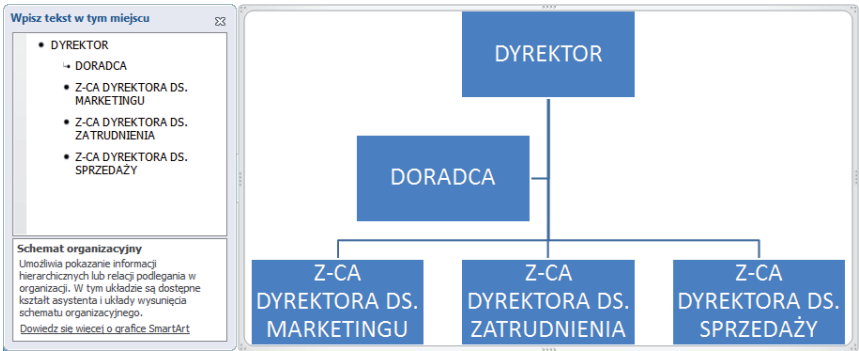 Wpisz tekst w tym miejscu
DYREKTOR
DORADCA
Z-CA DYREKTORA DS.
MARKETINGU
Z-CA DYREKTORA DS.
ZATRUDNIENIA
Z-CA DYREKTORA DS.
SPRZEDAŻY
Schemat organizacyjny
Umożliwia pokazanie informacji
hierarchicznych lub relacji podlegania w
organizacji. W tym układzie są dostępne
kształt asystenta i układy wysunięcia
schematu organizacyjnego.
Dowiedz się więcej o grafice SmartArt
DYREKTOR
DORADCA
Z-CA
DYREKTORA DS.
MARKETINGU
Z-CA
DYREKTORA DS.
ZATRUDNIENIA
Z-CA
DYREKTORA DS.
SPRZEDAŻY